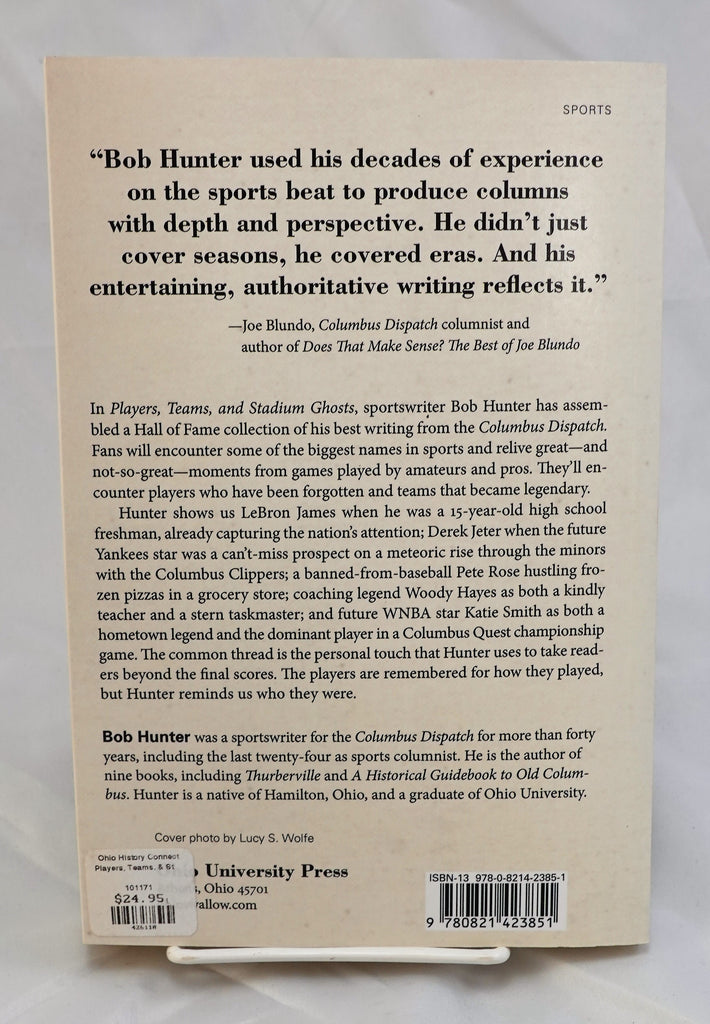 SPORTS
“Bob Hunter used his decades of experience
on the sports beat to produce columns
with depth and perspective. He didn’t just
cover seasons, he covered eras. And his
entertaining, authoritative writing reflects it.”
—Joe Blundo, Columbus Dispatch columnist and
author of Does That Make Sense? The Best of Joe Blundo
In Players, Teams, and Stadium Ghosts, sportswriter Bob Hunter has assem-
bled a Hall of Fame collection of his best writing from the Columbus Dispatch.
Fans will encounter some of the biggest names in sports and relive great—and
not-so-great—moments from games played by amateurs and pros. They’ll en-
counter players who have been forgotten and teams that became legendary.
Hunter shows us LeBron James when he was a 15-year-old high school
freshman, already capturing the nation’s attention; Derek Jeter when the future
Yankees star was a can’t-miss prospect on a meteoric rise through the minors
with the Columbus Clippers; a banned-from-baseball Pete Rose hustling fro-
zen pizzas in a grocery store; coaching legend Woody Hayes as both a kindly
teacher and a stern taskmaster; and future WNBA star Katie Smith as both a
hometown legend and the dominant player in a Columbus Quest championship
game. The common thread is the personal touch that Hunter uses to take read-
ers beyond the final scores. The players are remembered for how they played,
but Hunter reminds us who they were.
Bob Hunter was a sportswriter for the Columbus Dispatch for more than forty
years, including the last twenty-four as sports columnist. He is the author of
nine books, including Thurberville and A Historical Guidebook to Old Colum-
bus. Hunter is a native of Hamilton, Ohio, and a graduate of Ohio University.
Cover photo by Lucy S. Wolfe
Ohio History Connect
Players, Teams, & St
101171
$24.95
University Press
, Ohio 45701
allow.com
ISBN-13 978-0-8214-2385-1
9 780821 423851